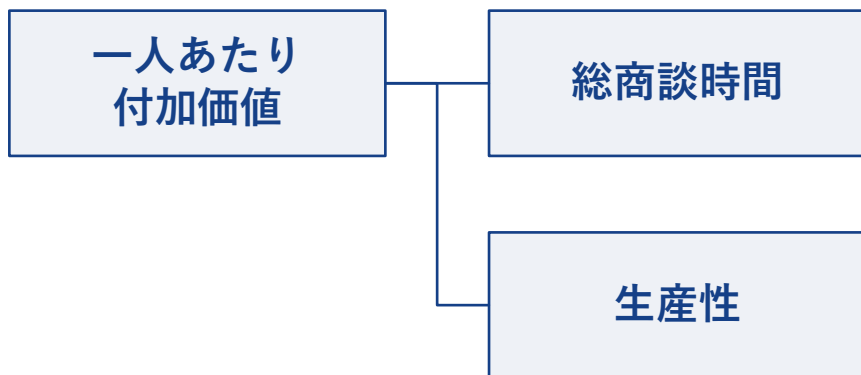 一人あたり
付加価値
総商談時間
生産性